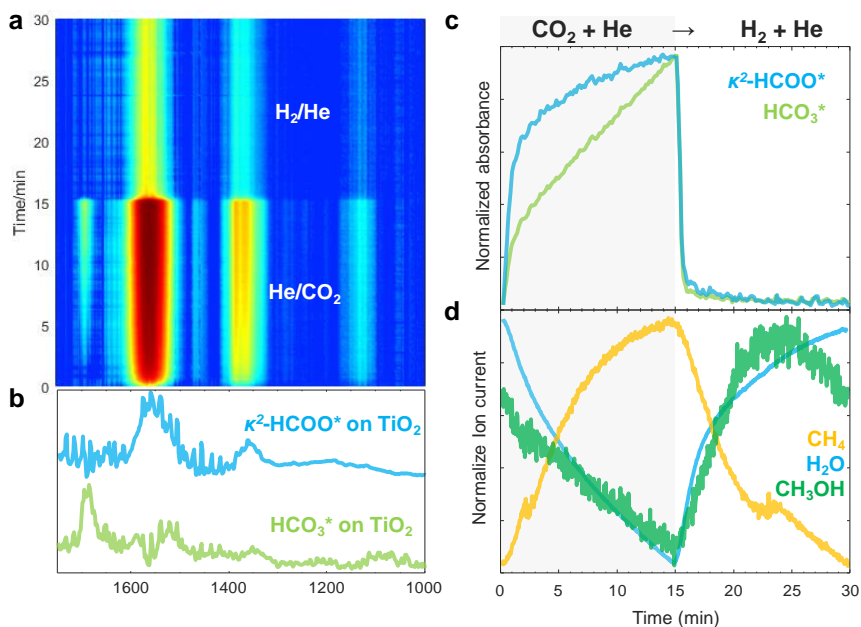 a
30
25
20
15
10
5
0
Time/min
H₂/He
He/CO₂
b
κ²-HCOO* on TiO₂
HCO₃* on TiO₂
1600
1400
1200
1000
CO₂ + He → H₂ + He
c
κ²-HCOO*
HCO₃*
Normalized absorbance
d
CH₄
H₂O
CH₃OH
Normalize Ion current
0
5
10
15
20
25
30
Time (min)